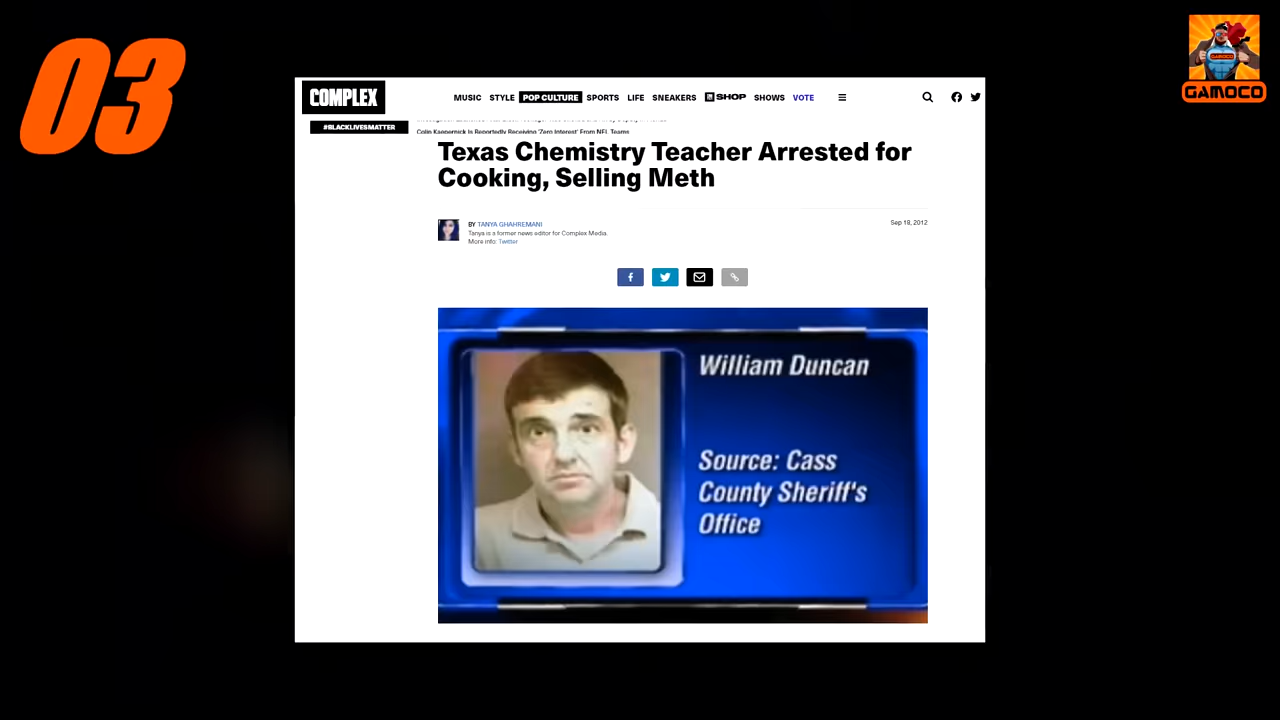 03
GAMOCO
GAMOCO
COMPLEX
MUSIC STYLE POP CULTURE SPORTS LIFE SNEAKERS SHOP SHOWS VOTE
#BLACKLIVESMATTER
Colin Kaepernick Is Reportedly Receiving 'Zero Interest' From NFL Teams
Texas Chemistry Teacher Arrested for
Cooking, Selling Meth
BY TANYA GHAHREMANI
Sep 18, 2012
Tanya is a former news editor for Complex Media.
More info: Twitter
William Duncan
Source: Cass
County Sheriff's
Office